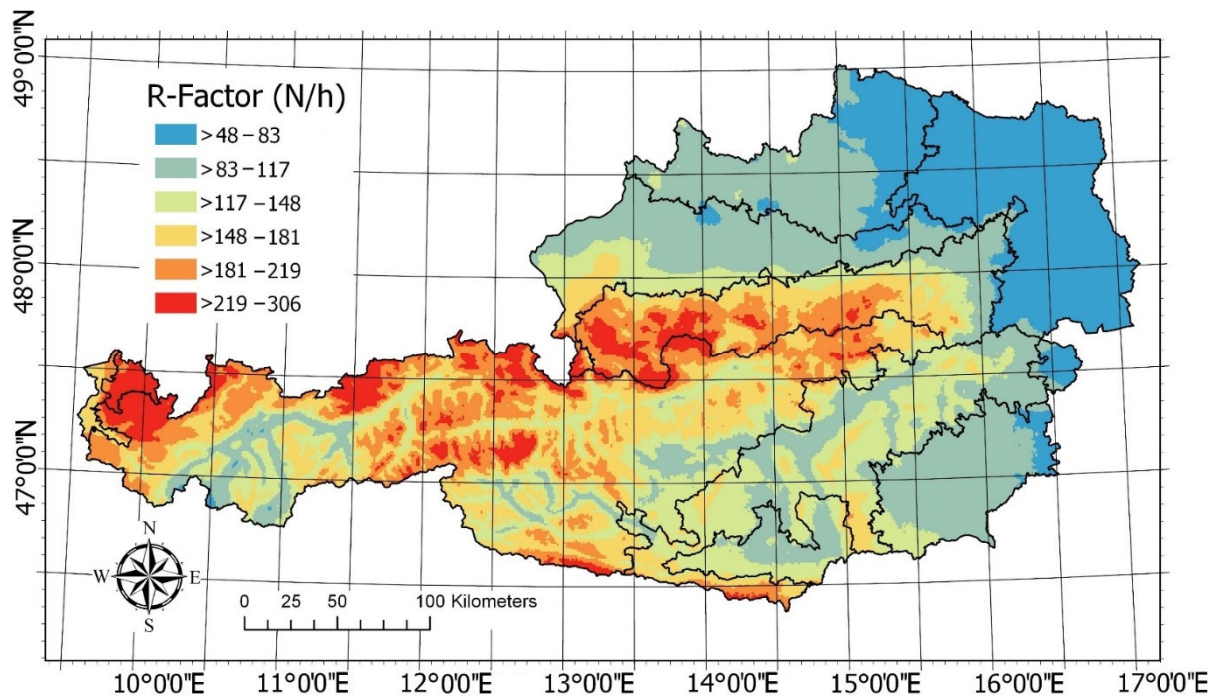 R-Factor (N/h)
>48 – 83
>83 – 117
>117 – 148
>148 – 181
>181 – 219
>219 – 306
49°0'0"N
48°0'0"N
47°0'0"N
N
W E
S
0 25 50 100 Kilometers
10°0'0"E 11°0'0"E 12°0'0"E 13°0'0"E 14°0'0"E 15°0'0"E 16°0'0"E 17°0'0"E